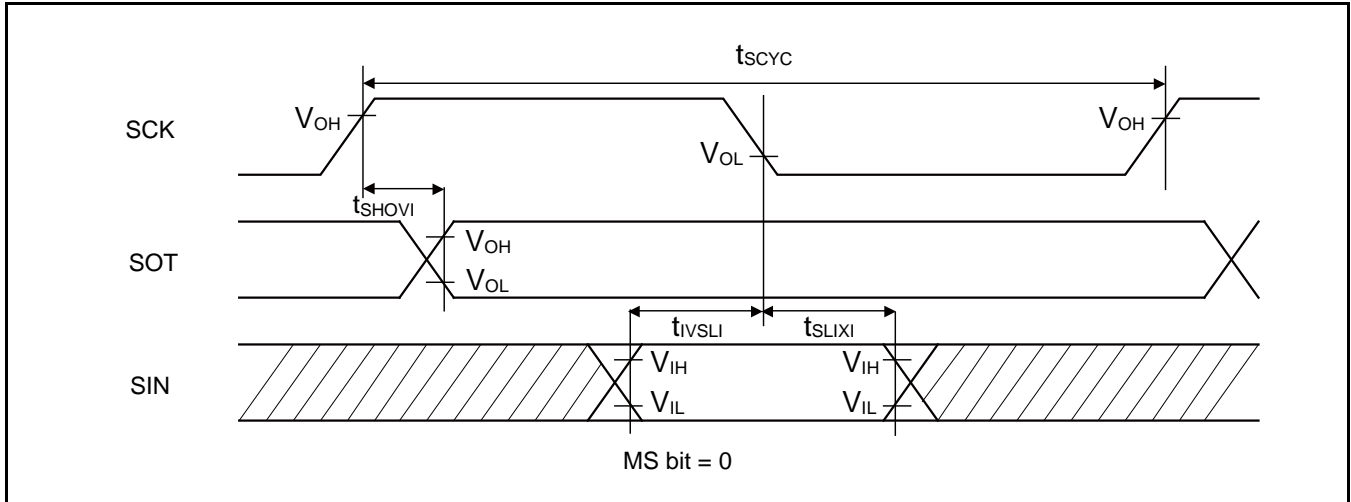 tSCYC
SCK
VOH
VOL
VOH
tSHOVI
SOT
VOH
VOL
tIVSLI
tSLIXI
SIN
VIH
VIH
VIL
VIL
MS bit = 0